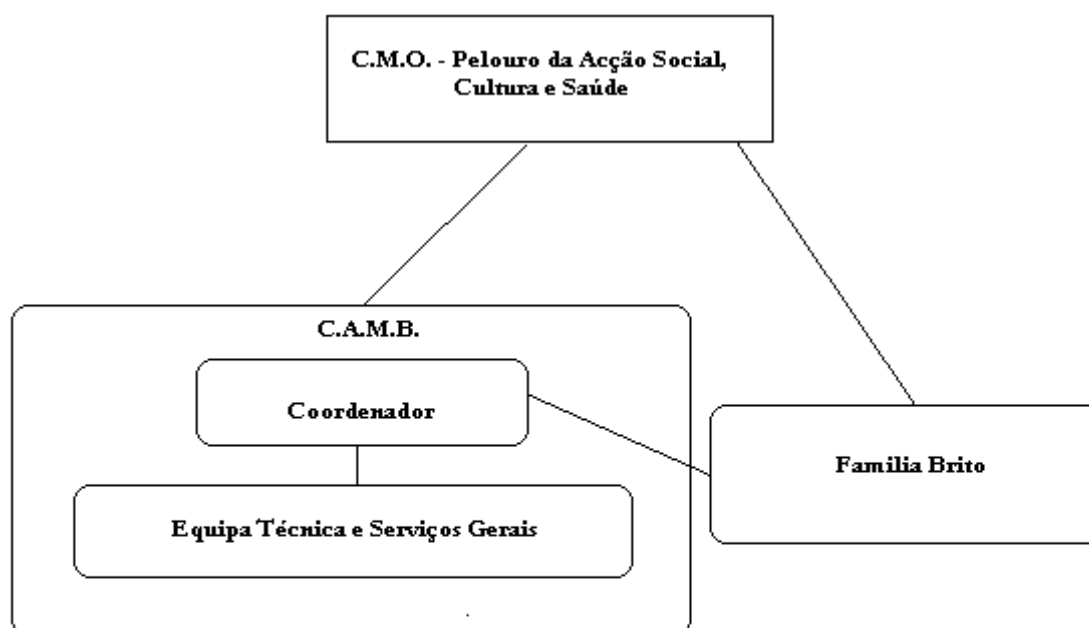 C.M.O. - Pelouro da Acção Social,
Cultura e Saúde
C.A.M.B.
Coordenador
Familia Brito
Equipa Técnica e Serviços Gerais